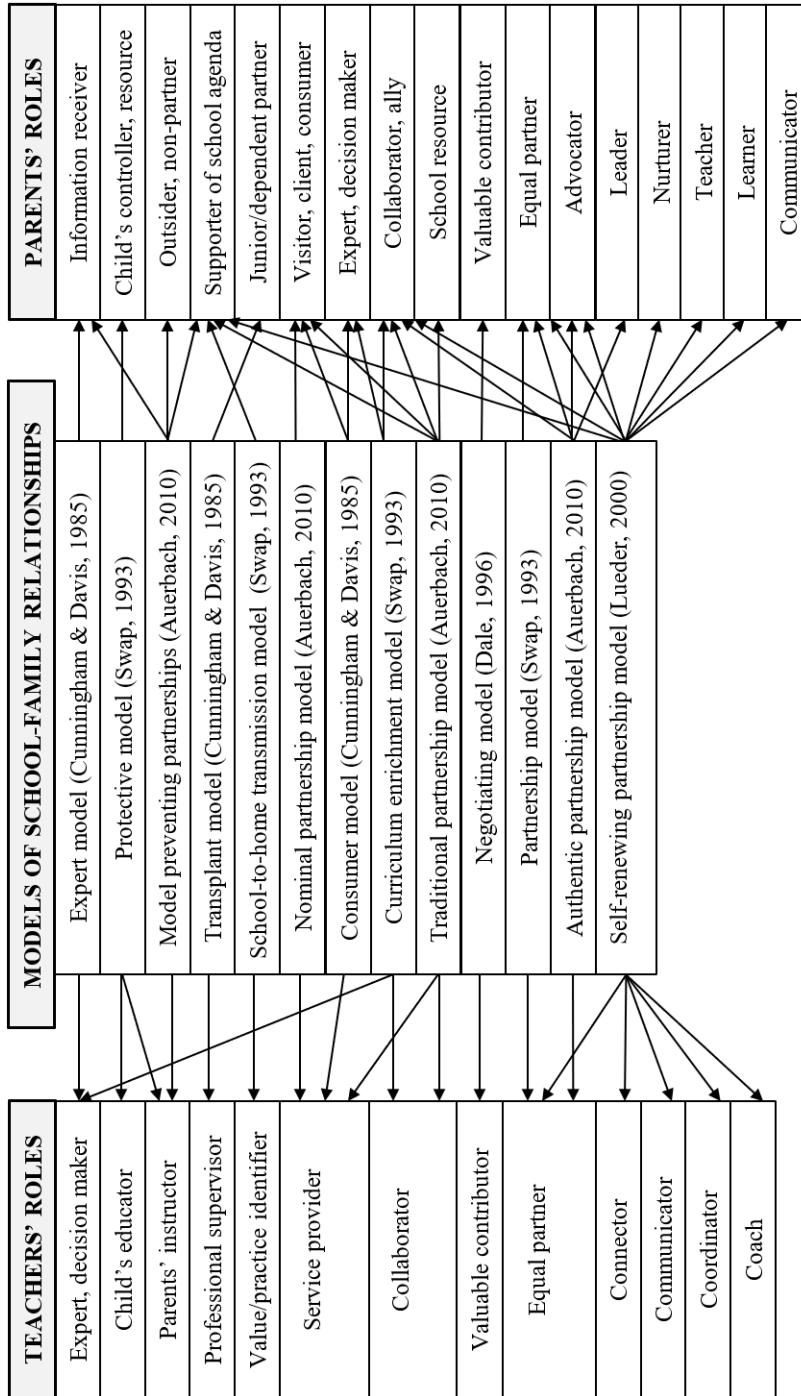 TEACHERS’ ROLES
Expert, decision maker
Child’s educator
Parents’ instructor
Professional supervisor
Value/practice identifier
Service provider
Collaborator
Valuable contributor
Equal partner
Connector
Communicator
Coordinator
Coach
MODELS OF SCHOOL-FAMILY RELATIONSHIPS
Expert model (Cunningham & Davis, 1985)
Protective model (Swap, 1993)
Model preventing partnerships (Auerbach, 2010)
Transplant model (Cunningham & Davis, 1985)
School-to-home transmission model (Swap, 1993)
Nominal partnership model (Auerbach, 2010)
Consumer model (Cunningham & Davis, 1985)
Curriculum enrichment model (Swap, 1993)
Traditional partnership model (Auerbach, 2010)
Negotiating model (Dale, 1996)
Partnership model (Swap, 1993)
Authentic partnership model (Auerbach, 2010)
Self-renewing partnership model (Lueder, 2000)
PARENTS’ ROLES
Information receiver
Child’s controller, resource
Outsider, non-partner
Supporter of school agenda
Junior/dependent partner
Visitor, client, consumer
Expert, decision maker
Collaborator, ally
School resource
Valuable contributor
Equal partner
Advocator
Leader
Nurturer
Teacher
Learner
Communicator